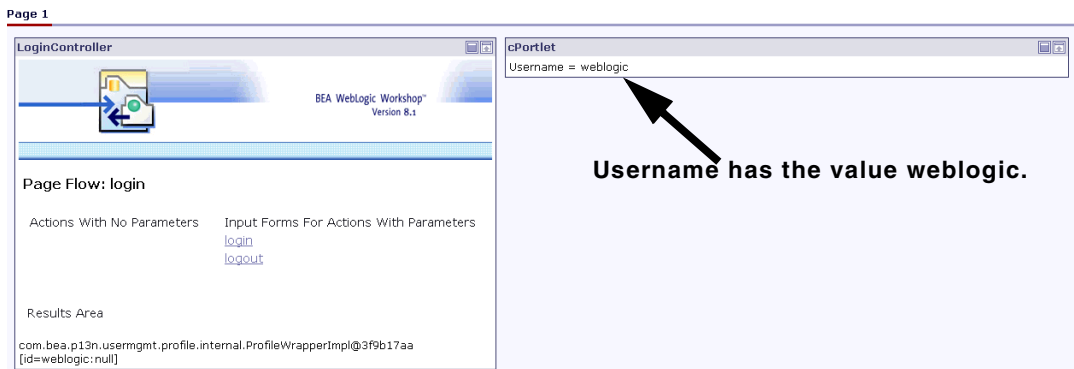 Page 1
LoginController
BEA WebLogic Workshop™
Version 8.1
Page Flow: login
Actions With No Parameters
Input Forms For Actions With Parameters
login
logout
Results Area
com.bea.p13n.usermgmt.profile.internal.ProfileWrapperImpl@3f9b17aa
[id=weblogic:null]
cPortlet
Username = weblogic
Username has the value weblogic.